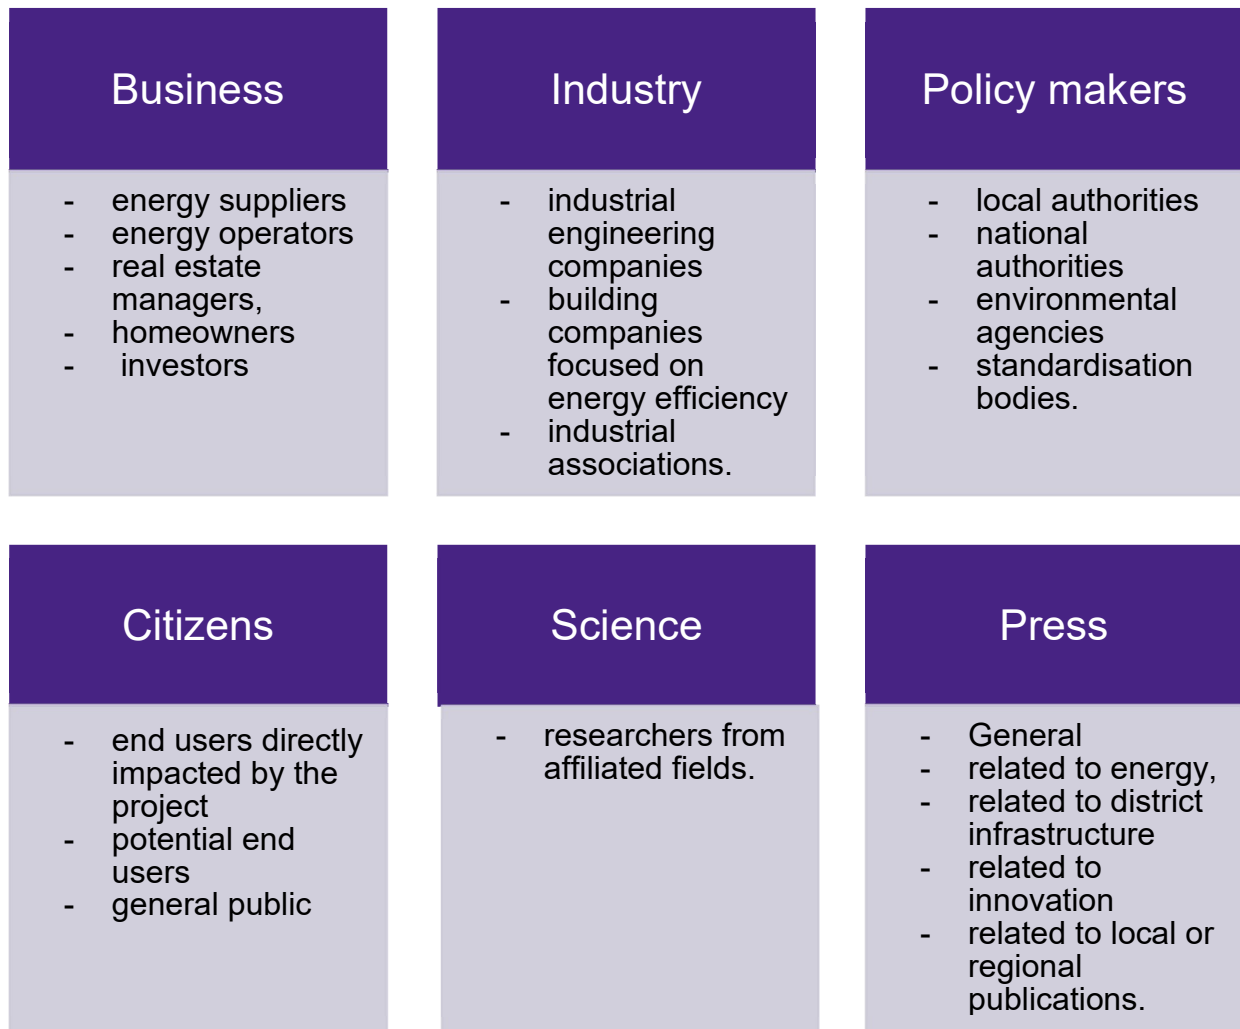 Business
- energy suppliers
- energy operators
- real estate
managers,
- homeowners
- investors
Industry
- industrial
engineering
companies
- building
companies
focused on
energy efficiency
- industrial
associations.
Policy makers
- local authorities
- national
authorities
- environmental
agencies
- standardisation
bodies.
Citizens
- end users directly
impacted by the
project
- potential end
users
- general public
Science
- researchers from
affiliated fields.
Press
- General
- related to energy,
- related to district
infrastructure
- related to
innovation
- related to local or
regional
publications.